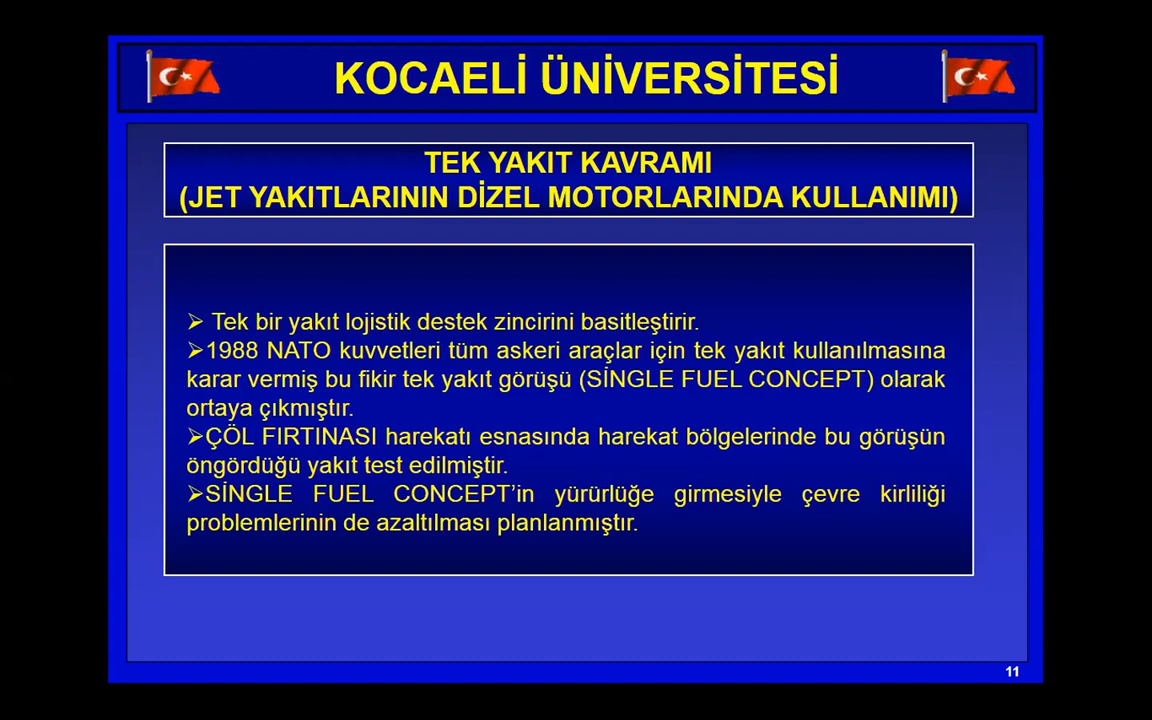 KOCAELİ ÜNİVERSİTESİ
TEK YAKIT KAVRAMI
(JET YAKITLARININ DİZEL MOTORLARINDA KULLANIMI)
➢ Tek bir yakıt lojistik destek zincirini basitleştirir.
➢1988 NATO kuvvetleri tüm askeri araçlar için tek yakıt kullanılmasına
karar vermiş bu fikir tek yakıt görüşü (SİNGLE FUEL CONCEPT) olarak
ortaya çıkmıştır.
➢ÇÖL FIRTINASI harekatı esnasında harekat bölgelerinde bu görüşün
öngördüğü yakıt test edilmiştir.
➢SİNGLE FUEL CONCEPT’in yürürlüğe girmesiyle çevre kirliliği
problemlerinin de azaltılması planlanmıştır.
11